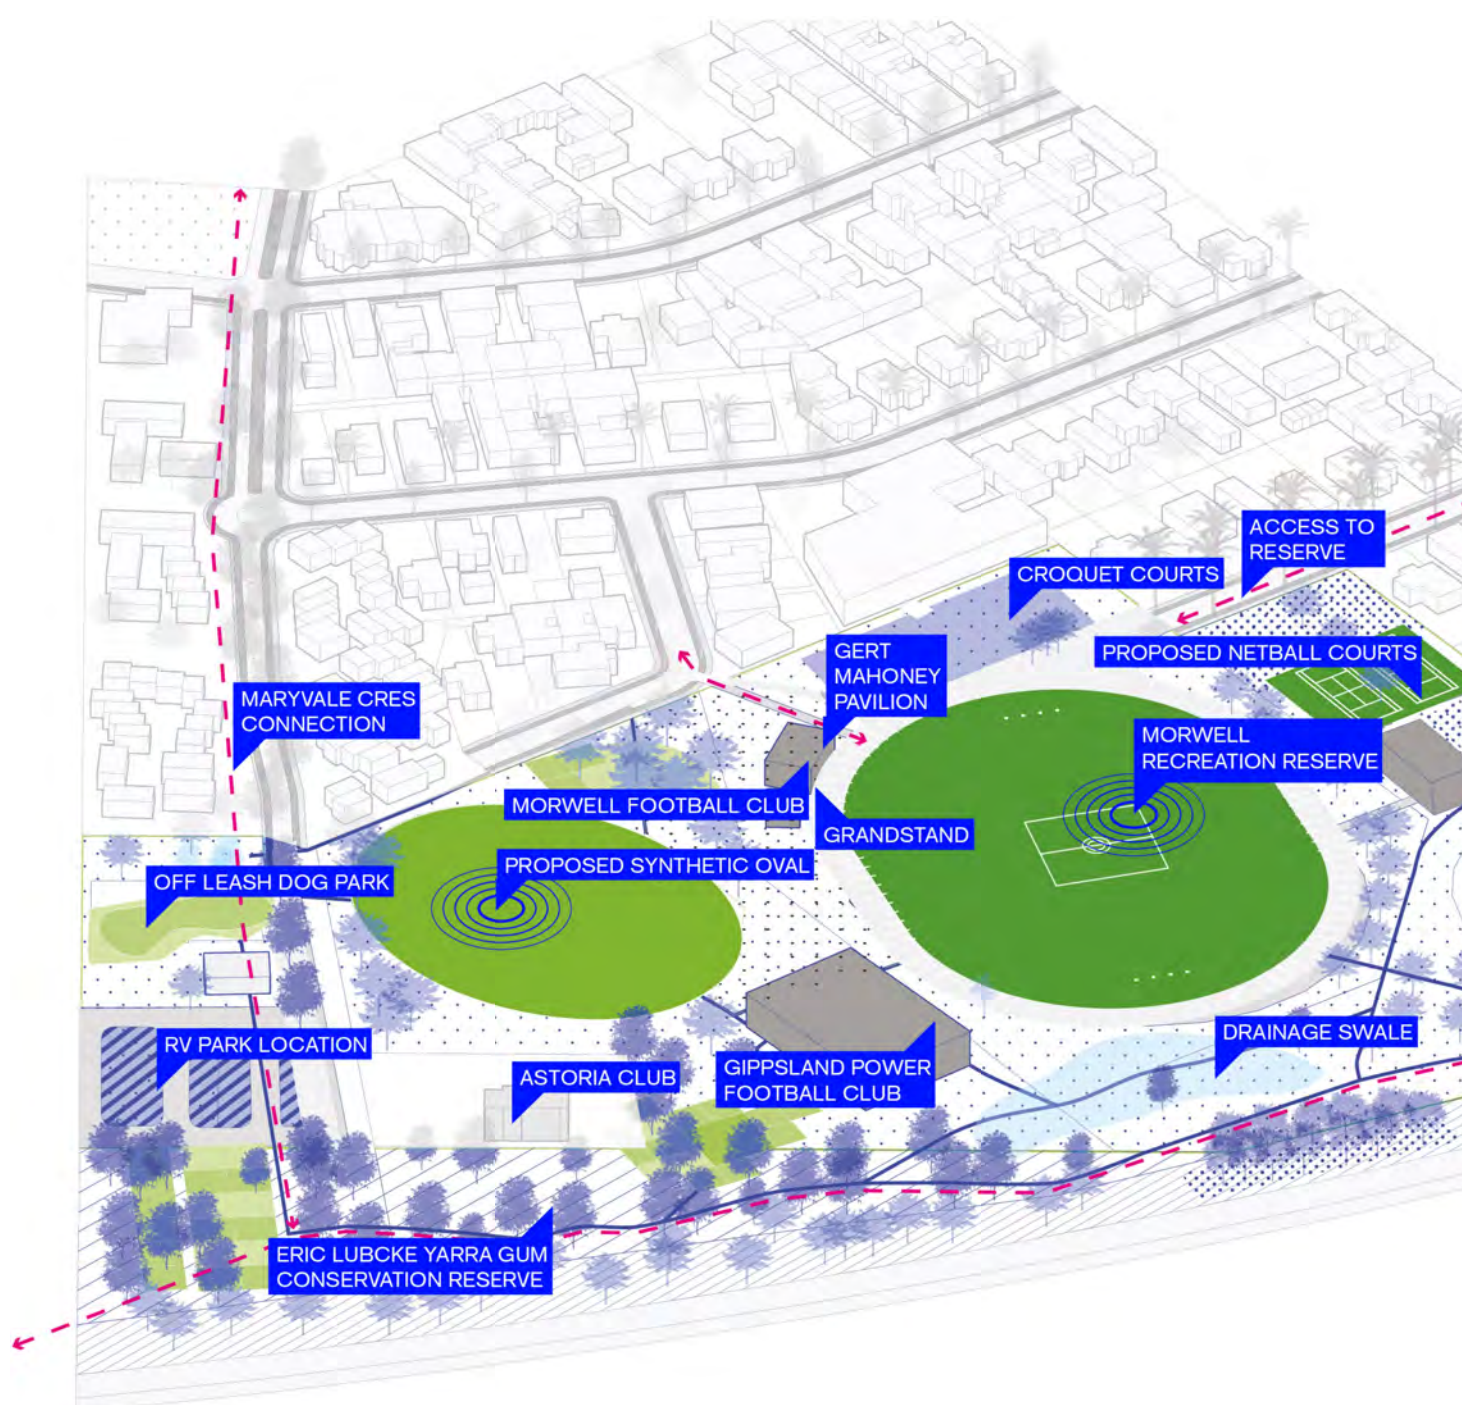 ACCESS TO
RESERVE
CROQUET COURTS
GERT
MAHONEY
PAVILION
PROPOSED NETBALL COURTS
MARYVALE CRES
CONNECTION
MORWELL
RECREATION RESERVE
MORWELL FOOTBALL CLUB
GRANDSTAND
PROPOSED SYNTHETIC OVAL
OFF LEASH DOG PARK
RV PARK LOCATION
DRAINAGE SWALE
ASTORIA CLUB
GIPPSLAND POWER
FOOTBALL CLUB
ERIC LUBCKE YARRA GUM
CONSERVATION RESERVE